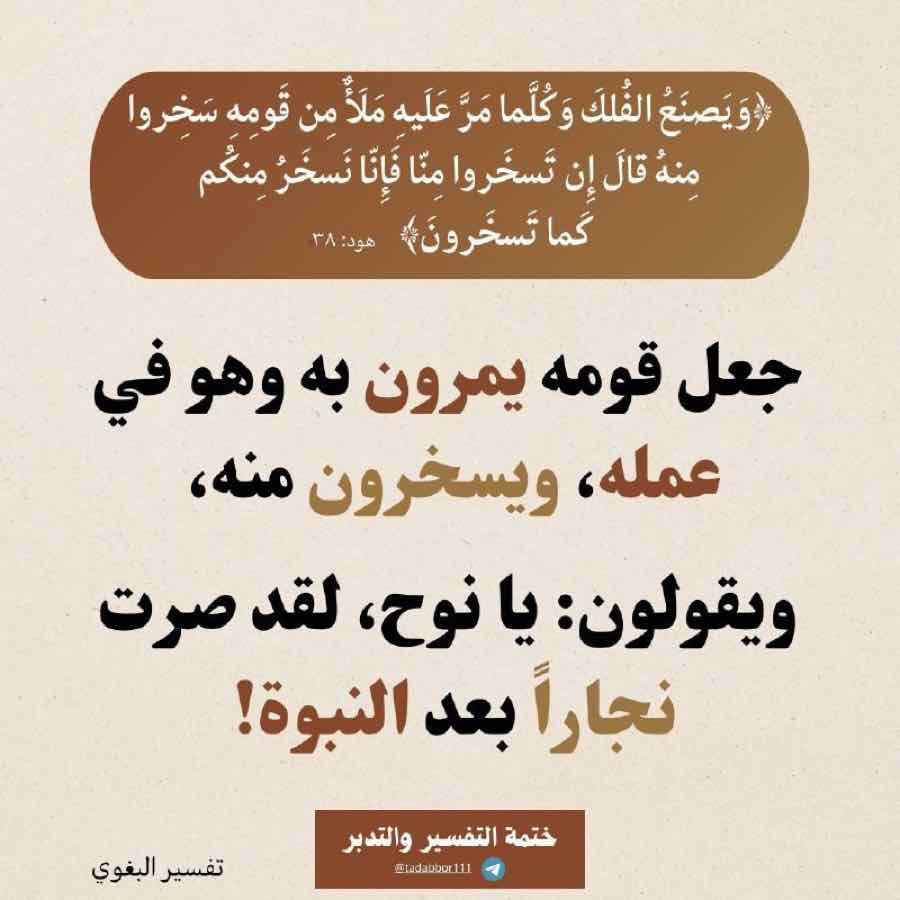 ﴿وَيَصنَعُ الفُلكَ وَكُلَّما مَرَّ عَلَيهِ مَلَأٌ مِن قَومِهِ سَخِروا
مِنهُ قالَ إِن تَسخَروا مِنّا فَإِنّا نَسخَرُ مِنكُم
كَما تَسخَرونَ﴾ هود: ٣٨
جعل قومه يمرون به وهو في
عمله، ويسخرون منه،
ويقولون: يا نوح، لقد صرت
نجاراً بعد النبوة!
ختمة التفسير والتدبر
@tadabbor111
تفسير البغوي